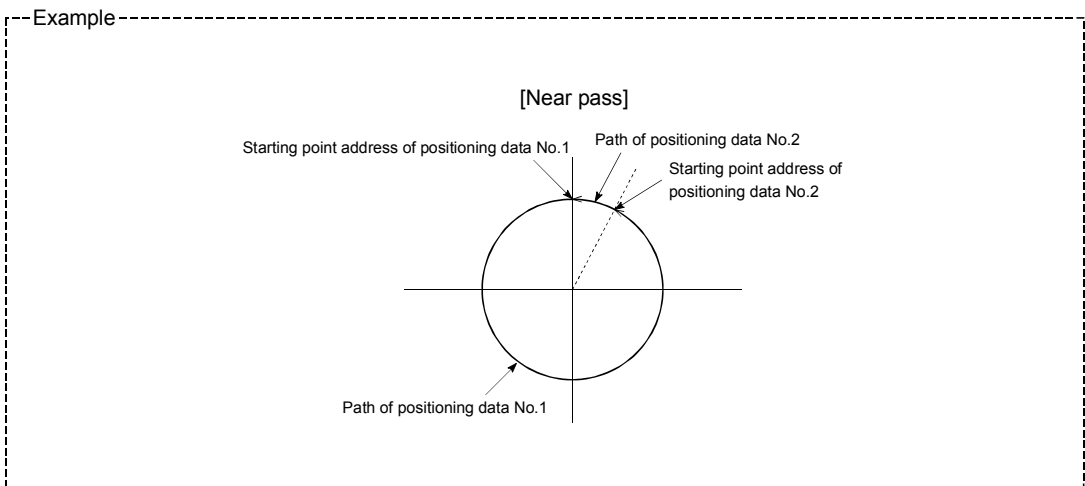 Example
[Near pass]
Starting point address of positioning data No.1
Path of positioning data No.2
Starting point address of
positioning data No.2
Path of positioning data No.1